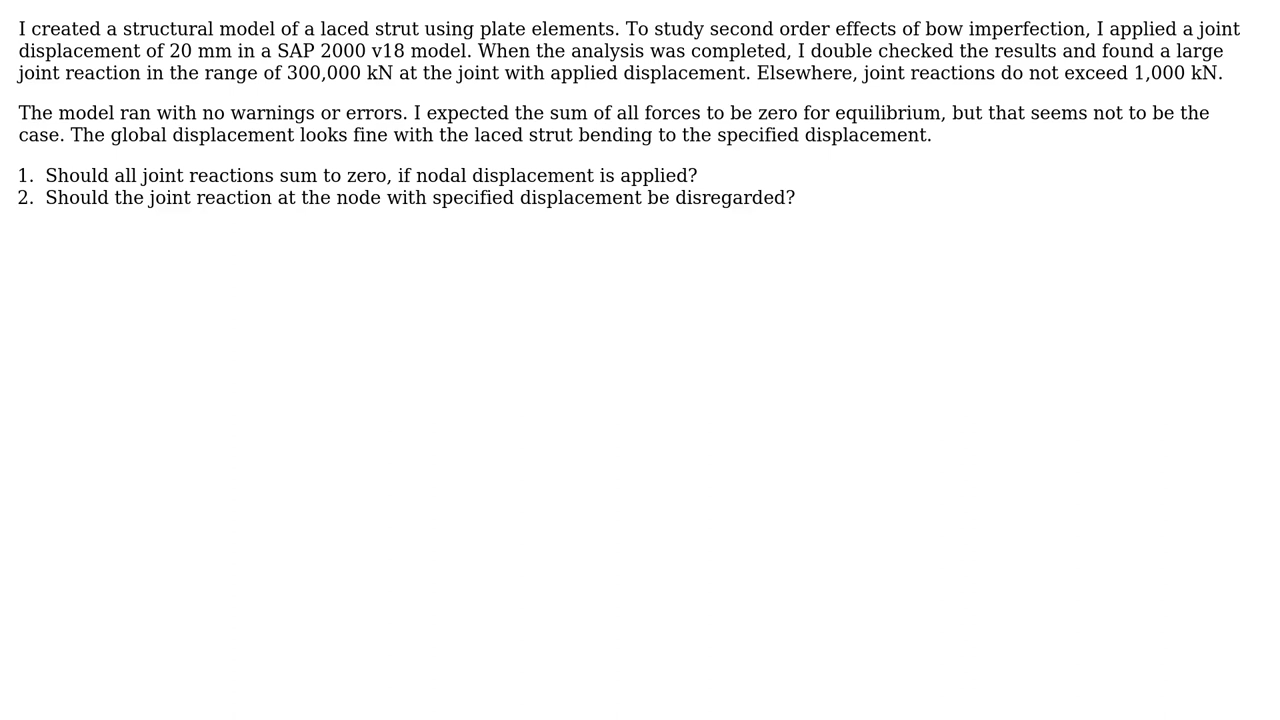 I created a structural model of a laced strut using plate elements. To study second order effects of bow imperfection, I applied a joint
displacement of 20 mm in a SAP 2000 v18 model. When the analysis was completed, I double checked the results and found a large
joint reaction in the range of 300,000 kN at the joint with applied displacement. Elsewhere, joint reactions do not exceed 1,000 kN.
The model ran with no warnings or errors. I expected the sum of all forces to be zero for equilibrium, but that seems not to be the
case. The global displacement looks fine with the laced strut bending to the specified displacement.
1. Should all joint reactions sum to zero, if nodal displacement is applied?
2. Should the joint reaction at the node with specified displacement be disregarded?